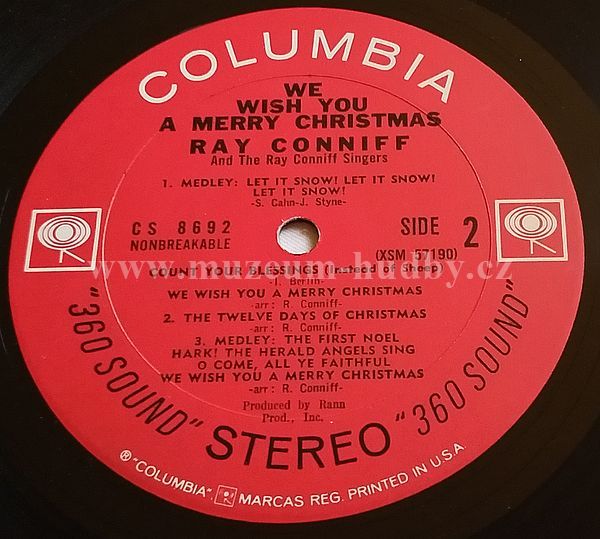 COLUMBIA
WE
WISH YOU
A MERRY CHRISTMAS
RAY CONNIFF
And The Ray Conniff Singers
1. MEDLEY: LET IT SNOW! LET IT SNOW!
LET IT SNOW!
-S. Cahn-J. Styne-
CS 8692
NONBREAKABLE
SIDE 2
(XSM 57190)
www.muzeum-hudby.cz
COUNT YOUR BLESSINGS (Instead of Sheep)
-I. Berlin-
WE WISH YOU A MERRY CHRISTMAS
-arr: R. Conniff-
2. THE TWELVE DAYS OF CHRISTMAS
-arr: R. Conniff-
3. MEDLEY: THE FIRST NOEL
HARK! THE HERALD ANGELS SING
O COME, ALL YE FAITHFUL
WE WISH YOU A MERRY CHRISTMAS
-arr: R. Conniff-
Produced by Rann
Prod., Inc.
"360 SOUND" STEREO "360 SOUND"
® "COLUMBIA", MARCAS REG. PRINTED IN U.S.A.